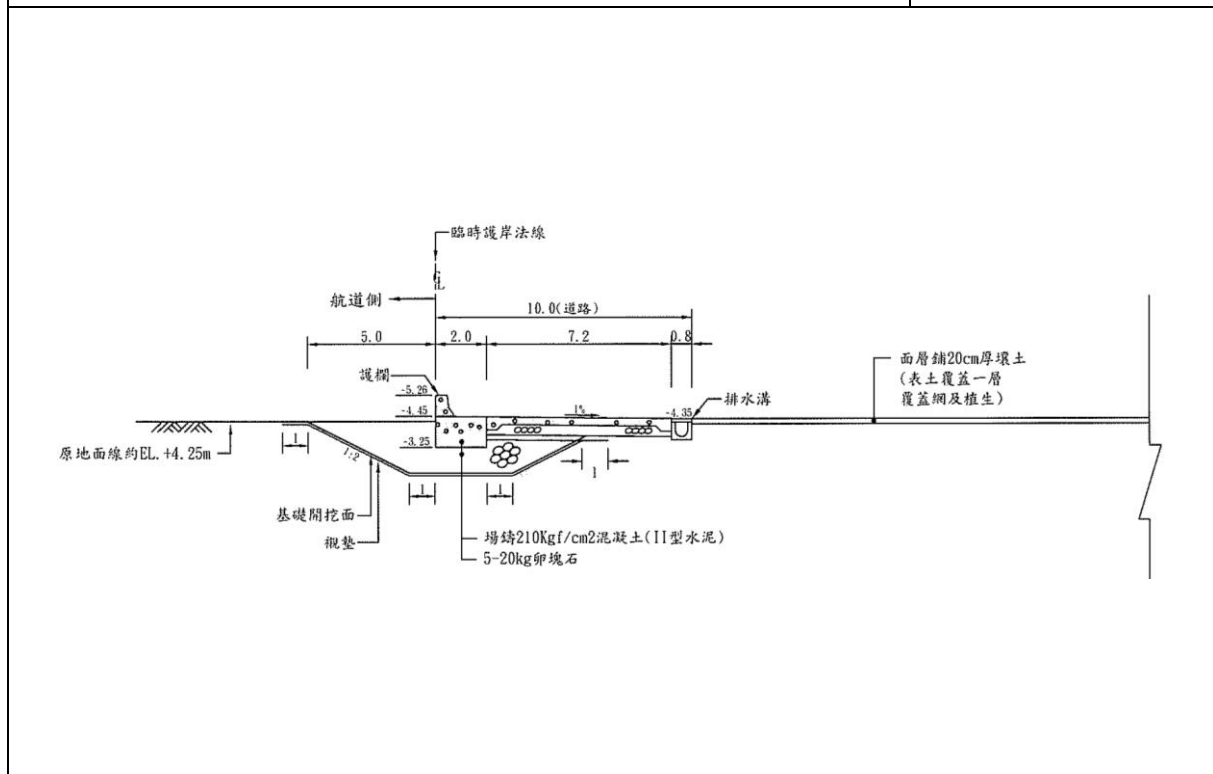 臨時護岸法線
C
L
航道側
10.0(道路)
5.0
2.0
7.2
0.8
護欄
-5.26
-4.45
-3.25
1%
-4.35
排水溝
面層鋪20cm厚壤土
(表土覆蓋一層
覆蓋網及植生)
原地面線約EL.+4.25m
1
1:2
1
1
1
基礎開挖面
襯墊
場鑄210Kgf/cm2混凝土(II型水泥)
5-20kg卵塊石